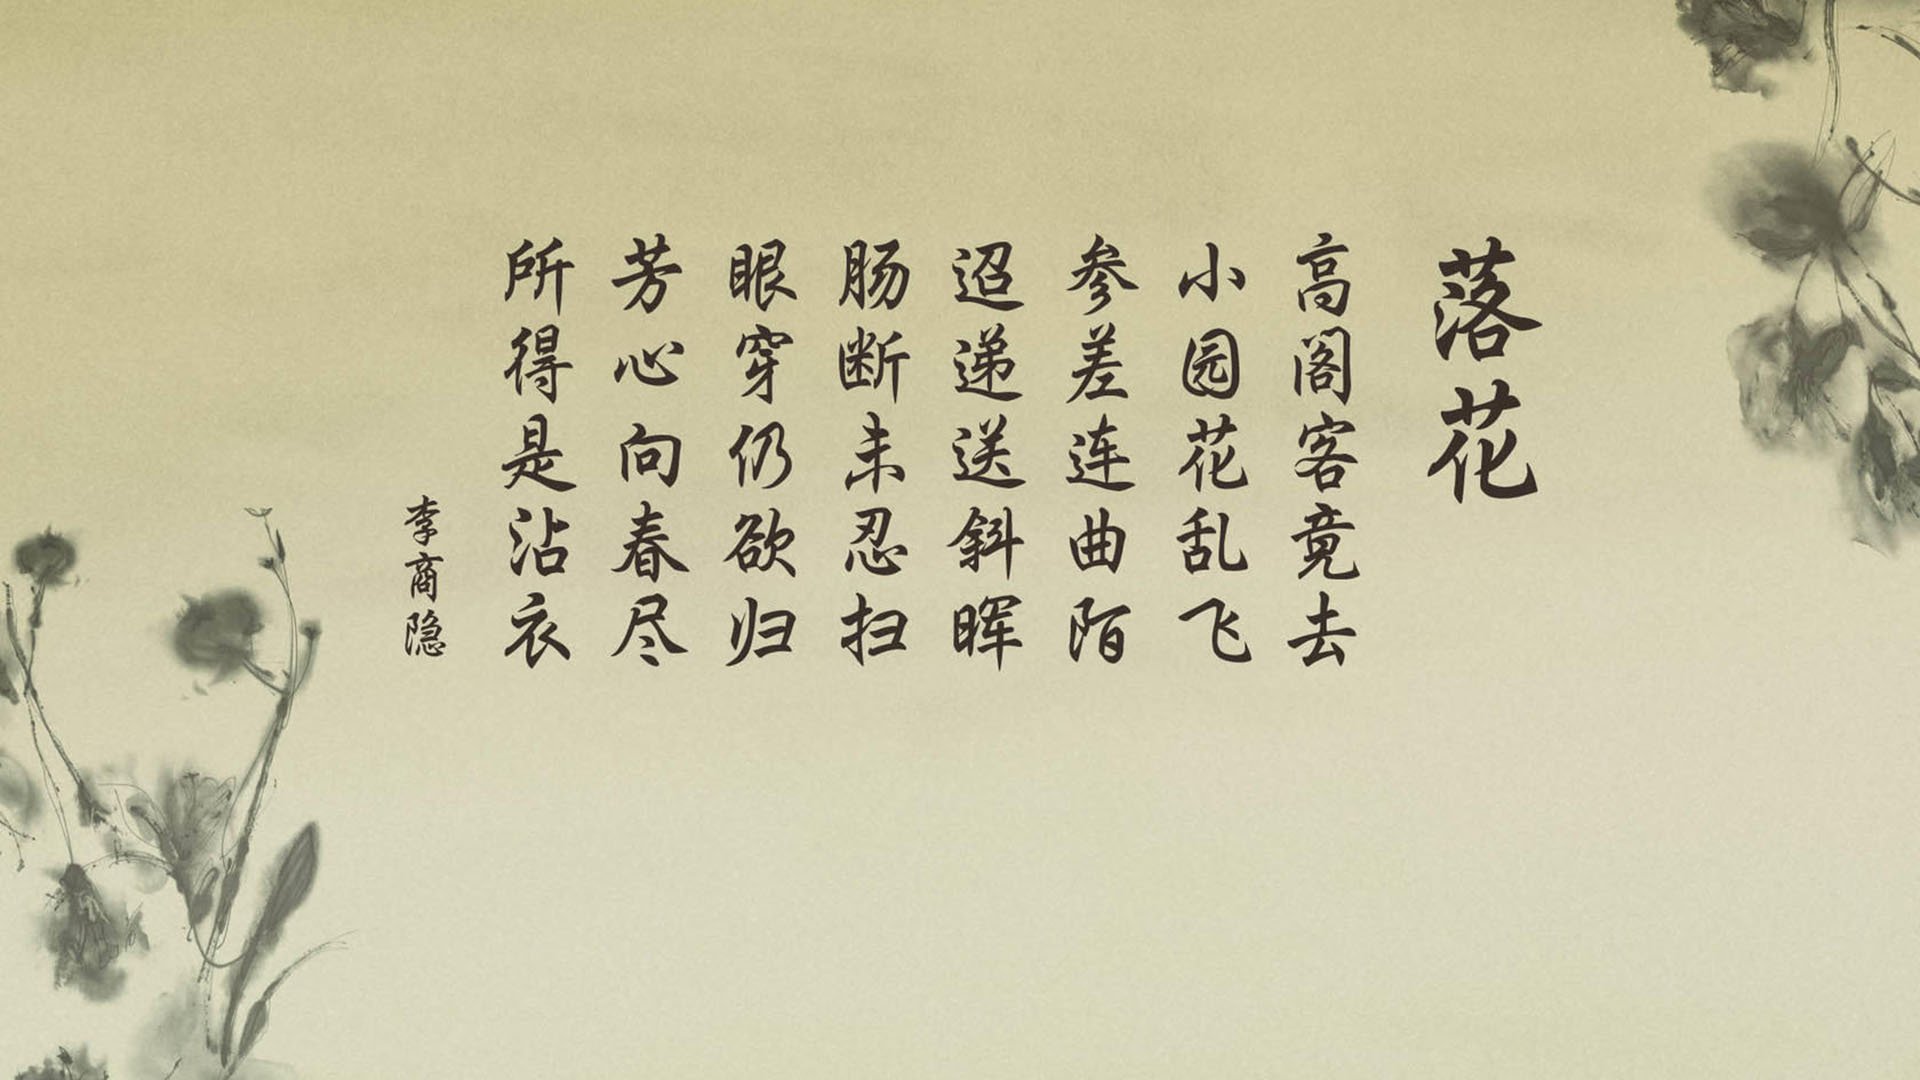 落花
高阁客竟去
小园花乱飞
参差连曲陌
迢递送斜晖
肠断未忍扫
眼穿仍欲归
芳心向春尽
所得是沾衣
李商隐